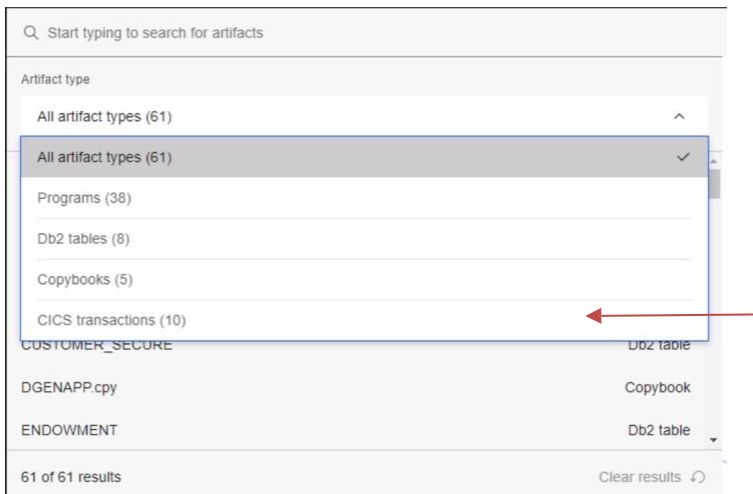 Start typing to search for artifacts
Artifact type
All artifact types (61)
All artifact types (61)
Programs (38)
Db2 tables (8)
Copybooks (5)
CICS transactions (10)
CUSTOMER_SECURE Db2 table
DGENAPP.cpy Copybook
ENDOWMENT Db2 table
61 of 61 results Clear results